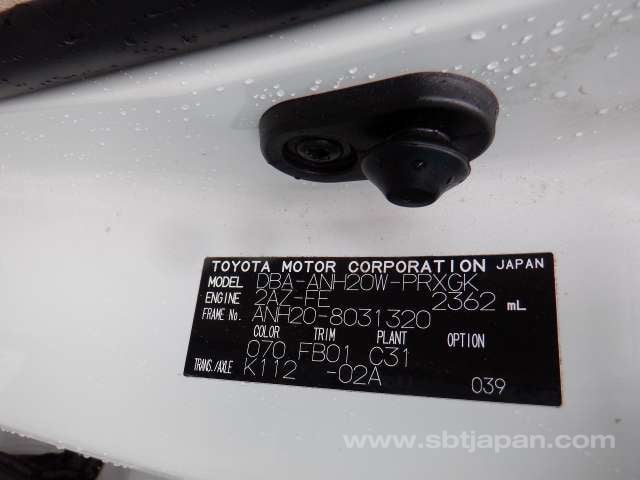 TOYOTA MOTOR CORPORATION JAPAN
MODEL DBA-ANH20W-PRXGK
ENGINE 2AZ-FE 2362 mL
FRAME No. ANH20-8031320
COLOR TRIM PLANT OPTION
070 FB01 C31
TRANS./AXLE K112 -02A
039
www.sbtjapan.com